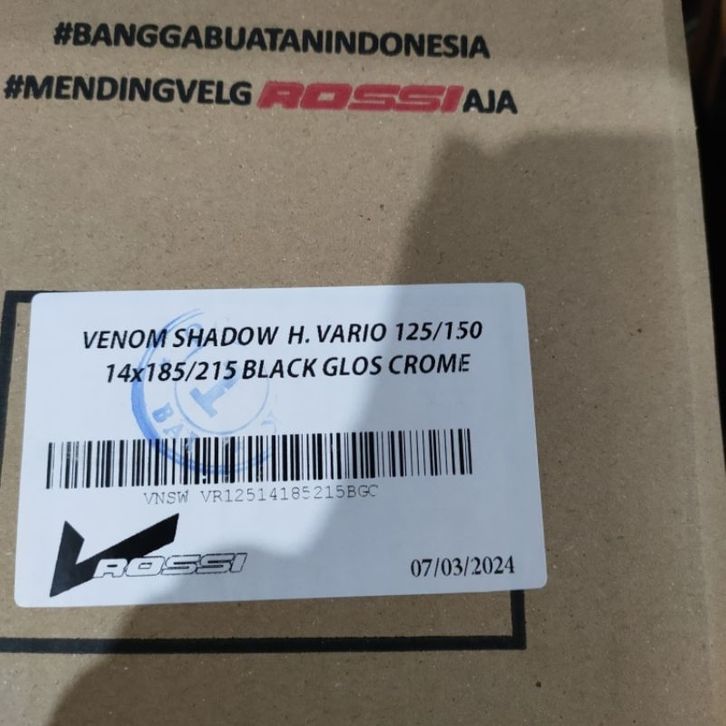 #BANGGABUATANINDONESIA
#MENDINGVELG ROSSI AJA
VENOM SHADOW H. VARIO 125/150
14x185/215 BLACK GLOS CROME
VNSW VR12514185215BGC
V ROSSI
07/03/2024